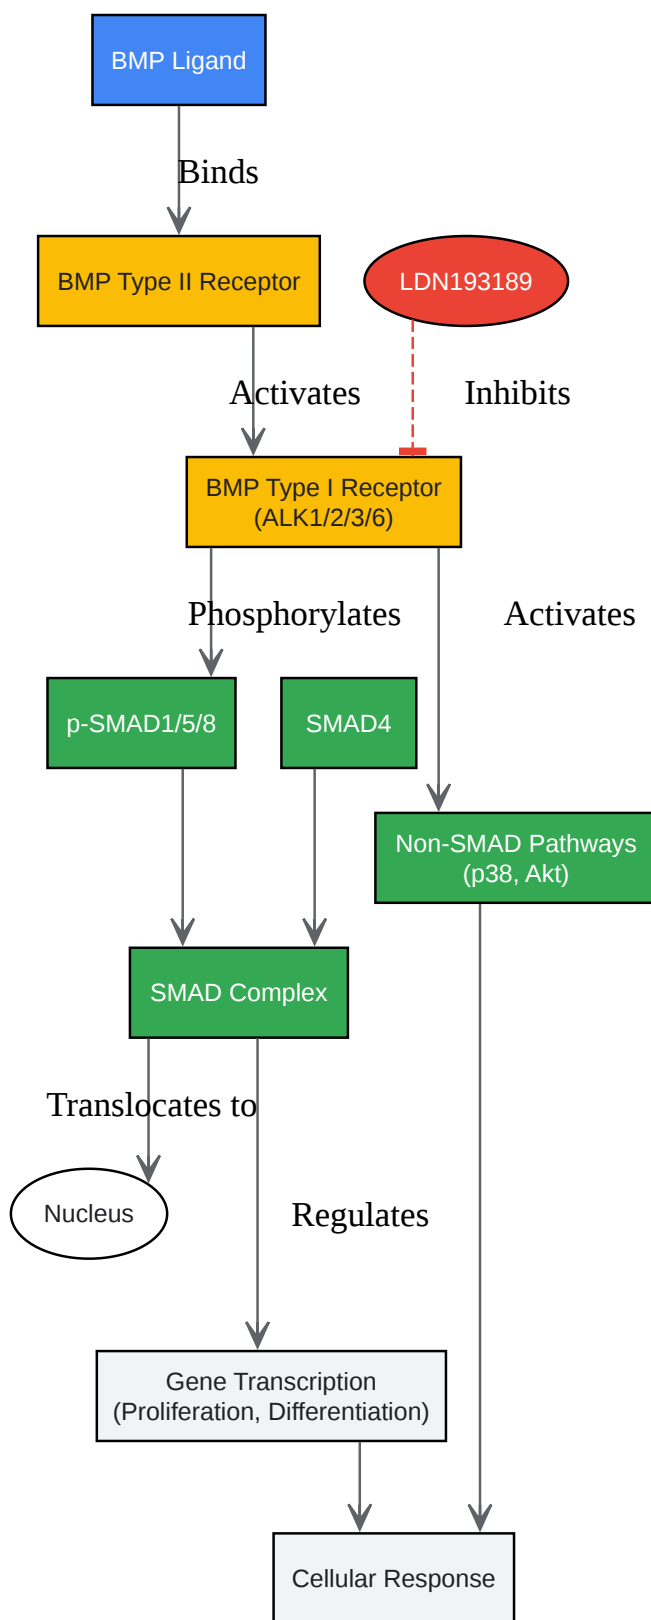 BMP Ligand
Binds
BMP Type II Receptor
LDN193189
Activates
Inhibits
BMP Type I Receptor
(ALK1/2/3/6)
Phosphorylates
Activates
p-SMAD1/5/8
SMAD4
Non-SMAD Pathways
(p38, Akt)
SMAD Complex
Translocates to
Nucleus
Regulates
Gene Transcription
(Proliferation, Differentiation)
Cellular Response